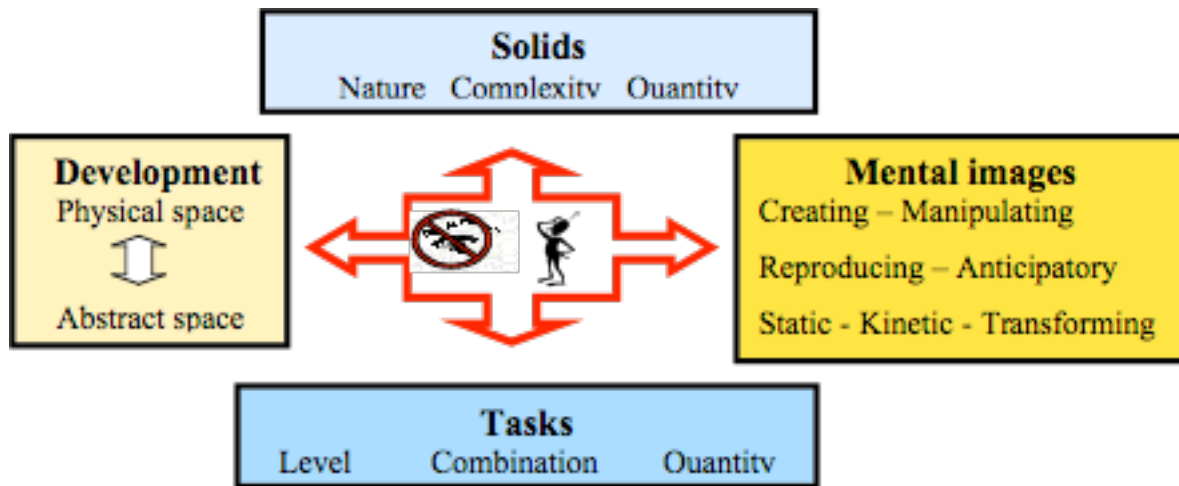 Solids
Nature Complexity Quantity
Development
Physical space
Abstract space
Mental images
Creating – Manipulating
Reproducing – Anticipatory
Static - Kinetic - Transforming
Tasks
Level Combination Quantity